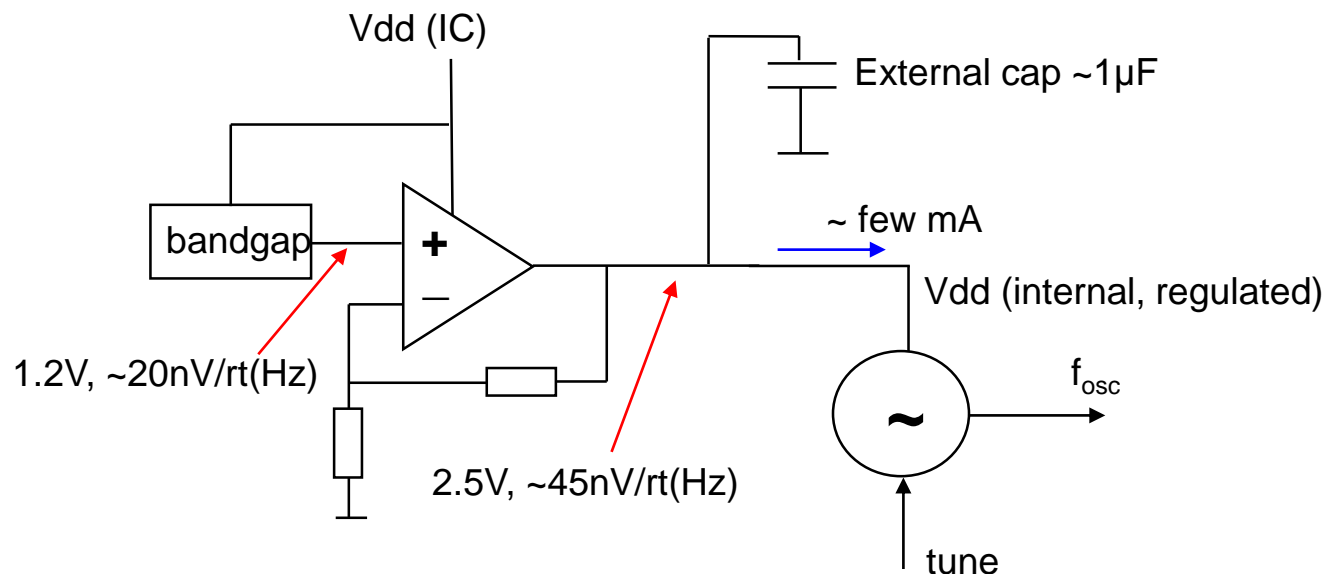 Vdd (IC)
External cap ~1µF
bandgap
+
–
~ few mA
Vdd (internal, regulated)
1.2V, ~20nV/rt(Hz)
~
fosc
2.5V, ~45nV/rt(Hz)
tune